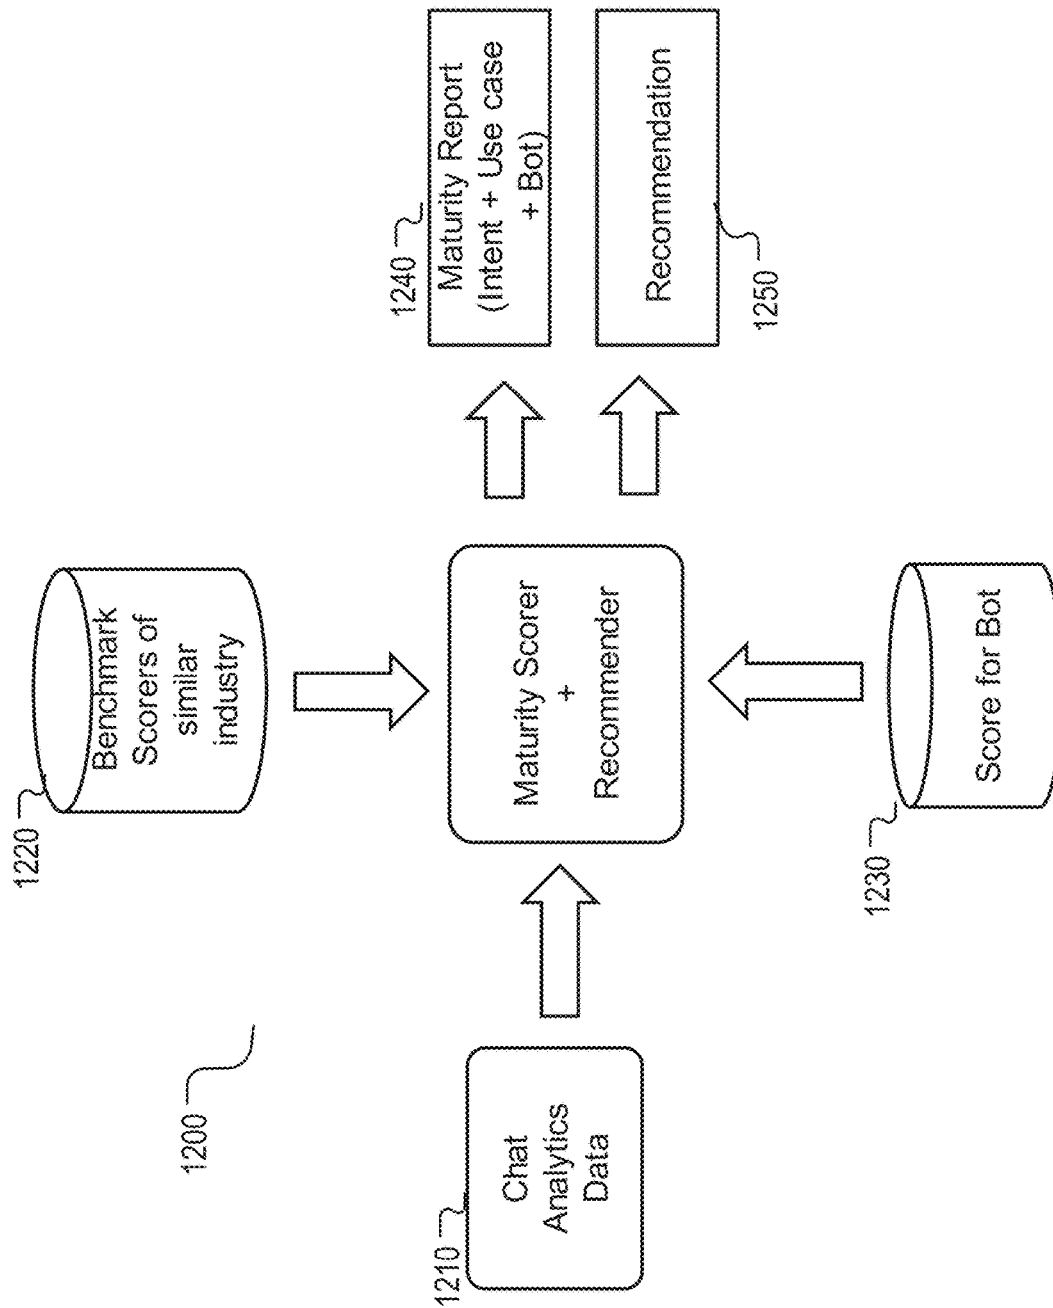 1200
1210
Chat
Analytics
Data
1220
Benchmark
Scorers of
similar
industry
Maturity Scorer
+
Recommender
1230
Score for Bot
1240
Maturity Report
(Intent + Use case
+ Bot)
Recommendation
1250